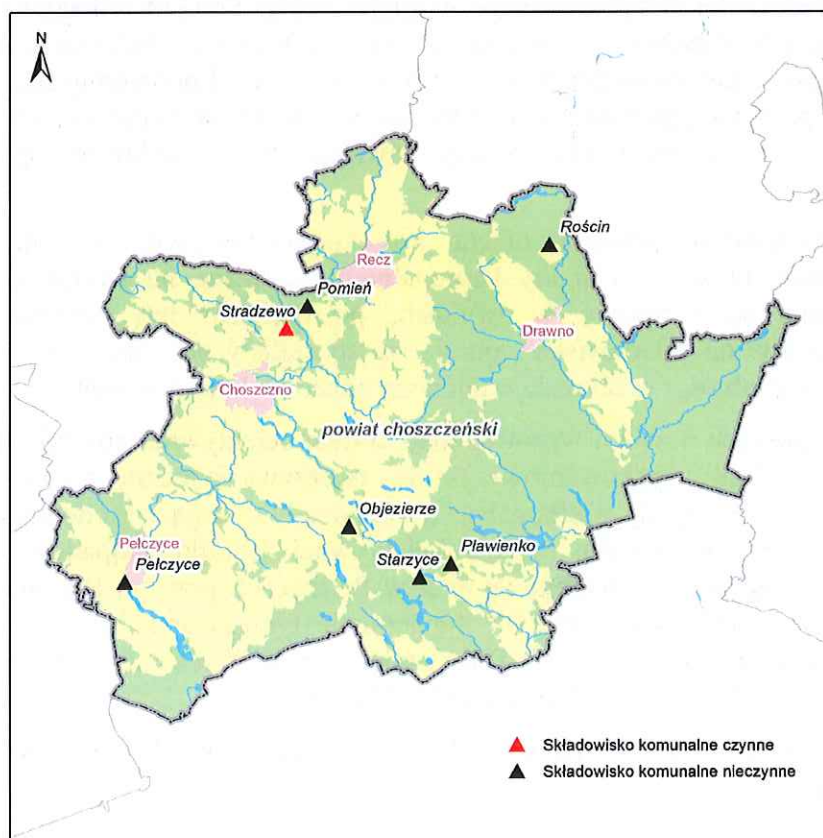 N
Rościn
Recz
Pomień
Stradzewo
Drawno
Choszczno
powiat choszczeński
Objezierze
Pławienko
Pełczyce
Starzyce
Pełczyce
Składowisko komunalne czynne
Składowisko komunalne nieczynne